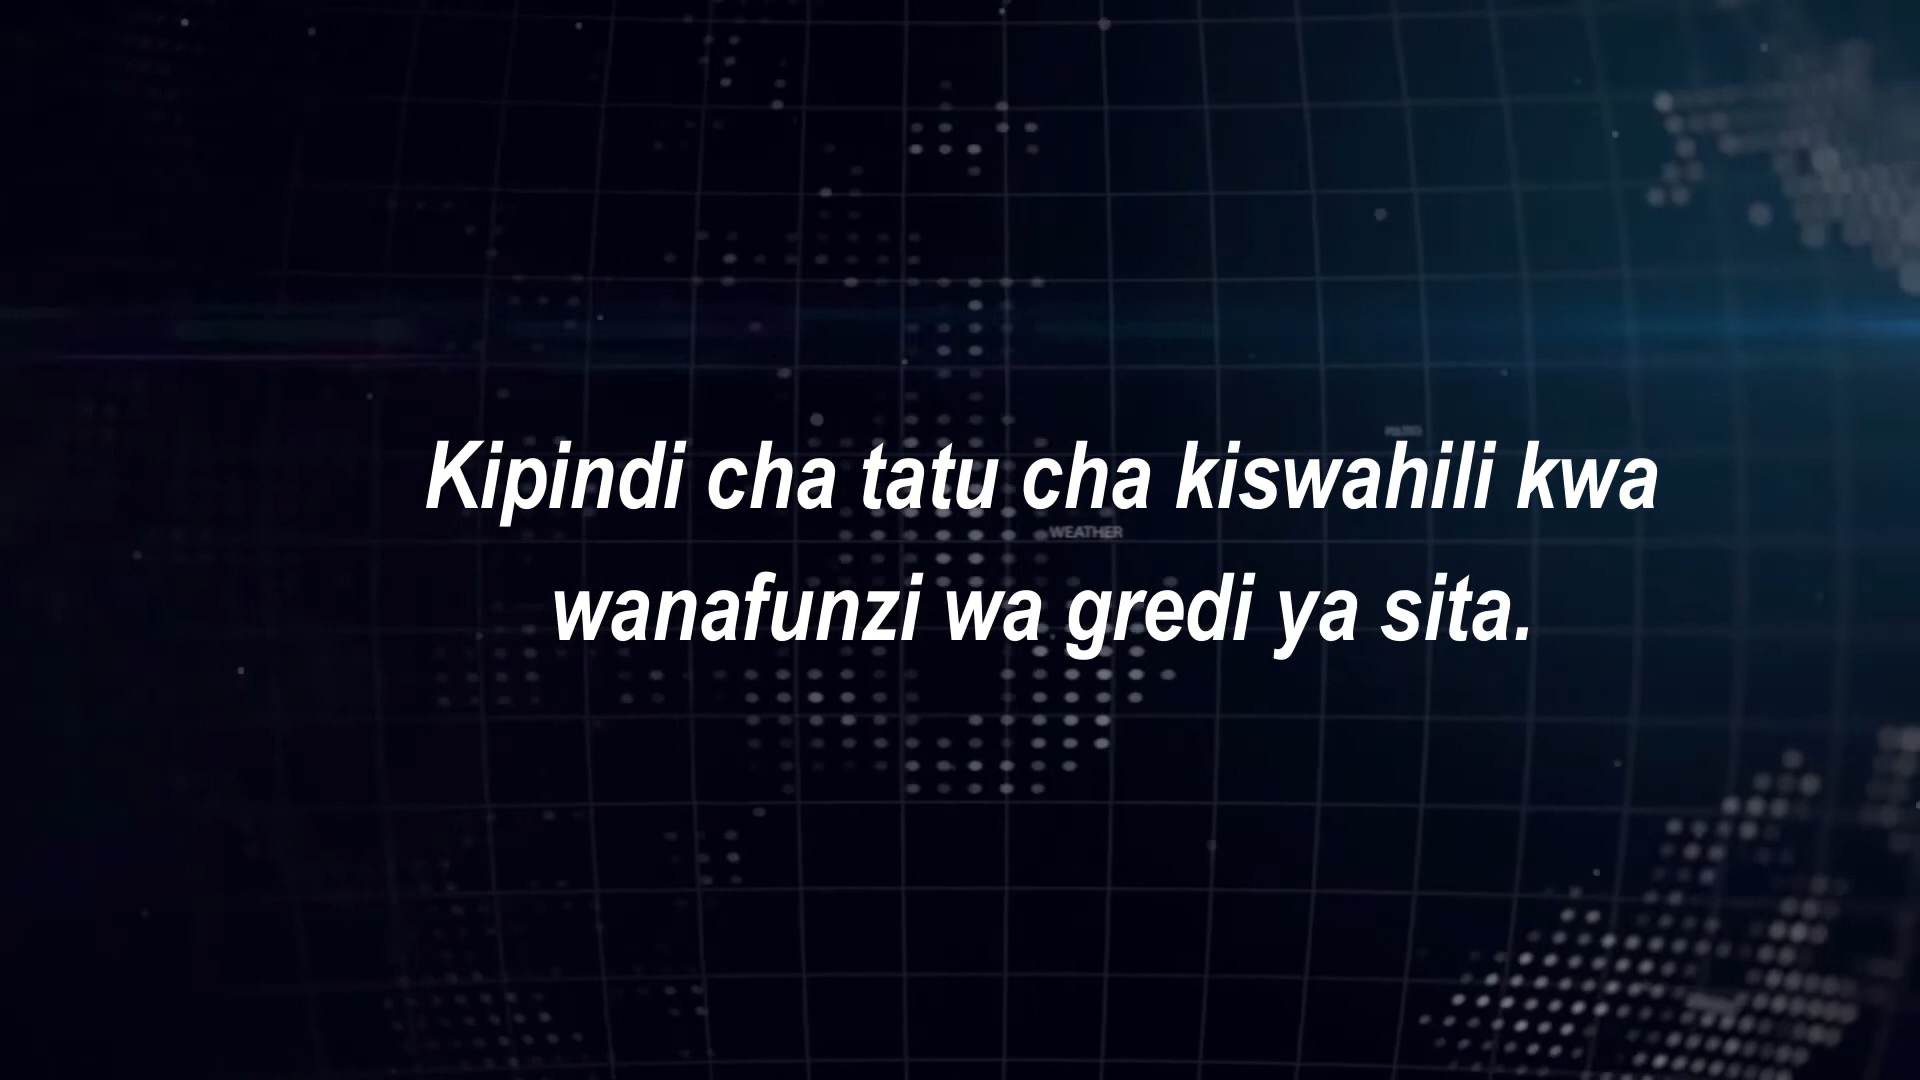 Kipindi cha tatu cha kiswahili kwa
WEATHER
wanafunzi wa gredi ya sita.